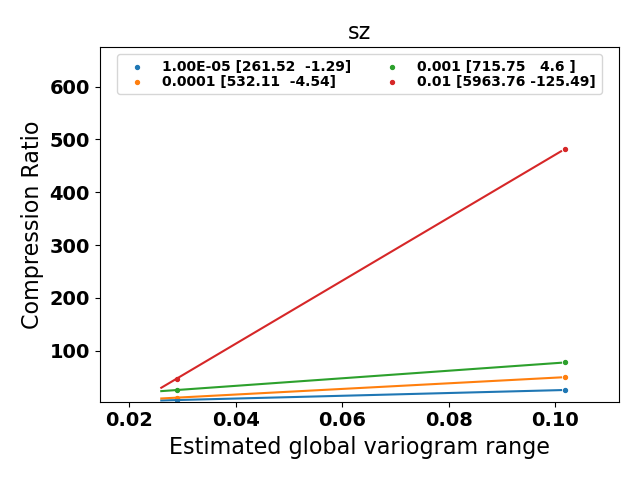 sz
1.00E-05 [261.52  -1.29]
0.0001 [532.11  -4.54]
0.001 [715.75   4.6 ]
0.01 [5963.76 -125.49]
600
500
400
300
200
100
Compression Ratio
0.02 0.04 0.06 0.08 0.10
Estimated global variogram range